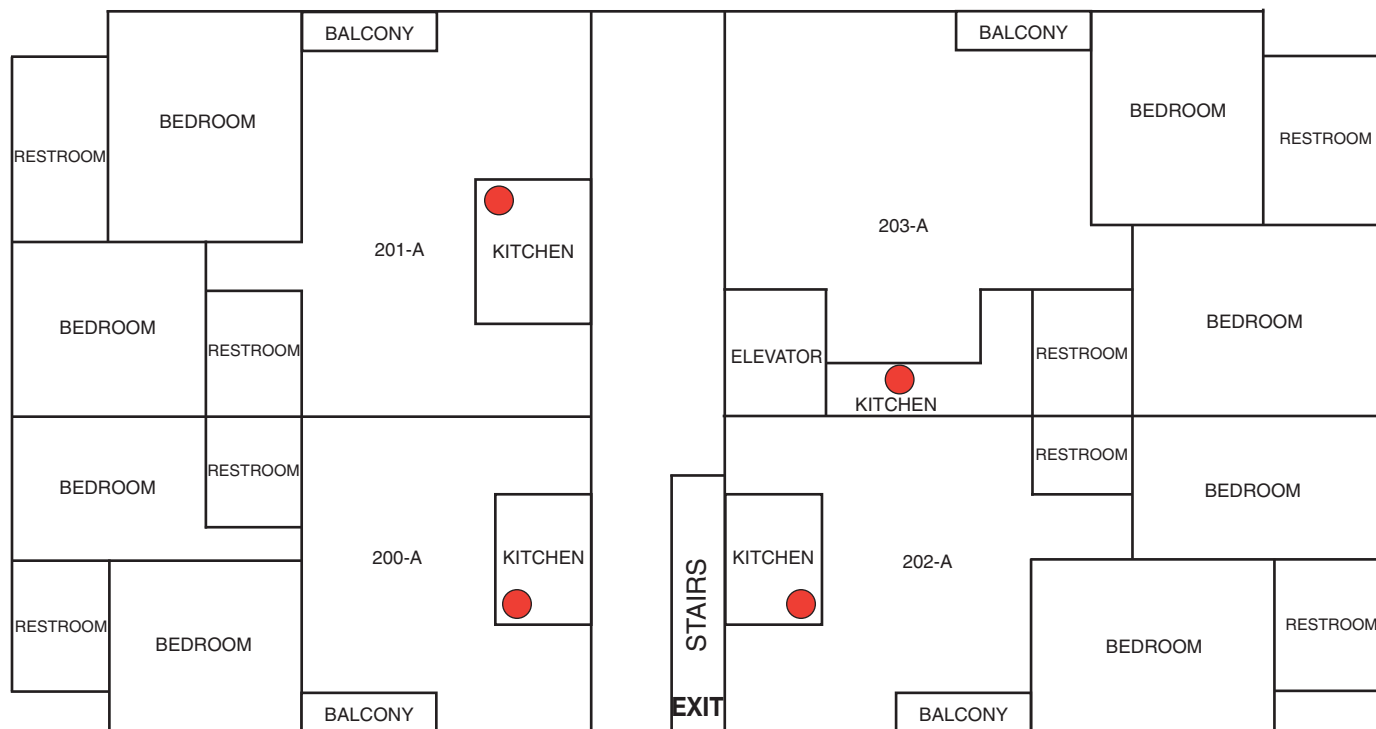 BALCONY
BALCONY
BEDROOM
BEDROOM
RESTROOM
RESTROOM
201-A
KITCHEN
203-A
BEDROOM
RESTROOM
ELEVATOR
RESTROOM
BEDROOM
KITCHEN
BEDROOM
RESTROOM
RESTROOM
BEDROOM
200-A
KITCHEN
STAIRS
KITCHEN
202-A
RESTROOM
BEDROOM
BEDROOM
RESTROOM
BALCONY
EXIT
BALCONY